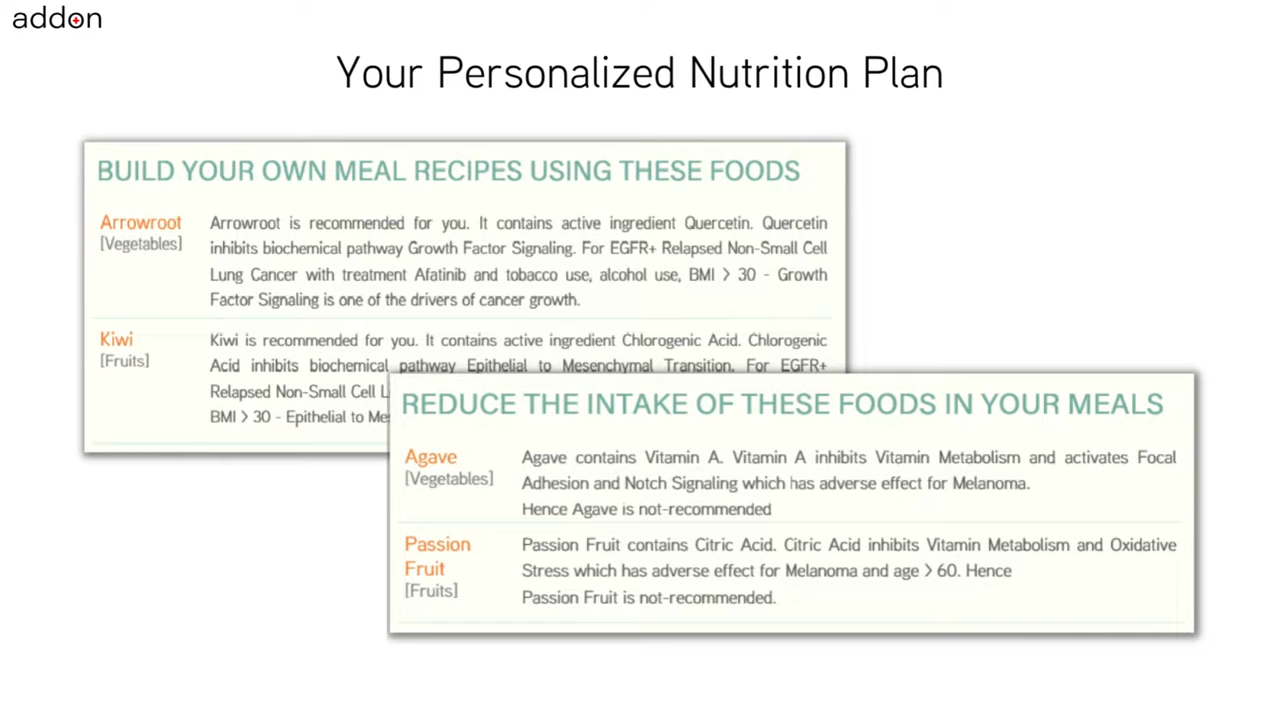 addon
Your Personalized Nutrition Plan
BUILD YOUR OWN MEAL RECIPES USING THESE FOODS
Arrowroot
[Vegetables]
Arrowroot is recommended for you. It contains active ingredient Quercetin. Quercetin
inhibits biochemical pathway Growth Factor Signaling. For EGFR+ Relapsed Non-Small Cell
Lung Cancer with treatment Afatinib and tobacco use, alcohol use, BMI > 30 - Growth
Factor Signaling is one of the drivers of cancer growth.
Kiwi
[Fruits]
Kiwi is recommended for you. It contains active ingredient Chlorogenic Acid. Chlorogenic
Acid inhibits biochemical pathway Epithelial to Mesenchymal Transition. For EGFR+
Relapsed Non-Small Cell
BMI > 30 - Epithelial to
REDUCE THE INTAKE OF THESE FOODS IN YOUR MEALS
Agave
[Vegetables]
Agave contains Vitamin A. Vitamin A inhibits Vitamin Metabolism and activates Focal
Adhesion and Notch Signaling which has adverse effect for Melanoma.
Hence Agave is not-recommended
Passion
Fruit
[Fruits]
Passion Fruit contains Citric Acid. Citric Acid inhibits Vitamin Metabolism and Oxidative
Stress which has adverse effect for Melanoma and age > 60. Hence
Passion Fruit is not-recommended.